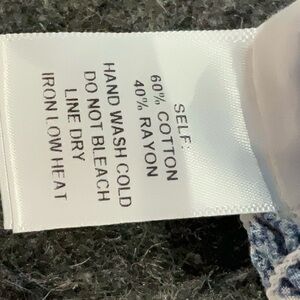 SELF:
60% COTTON
40% RAYON
HAND WASH COLD
DO NOT BLEACH
LINE DRY
IRON LOW HEAT